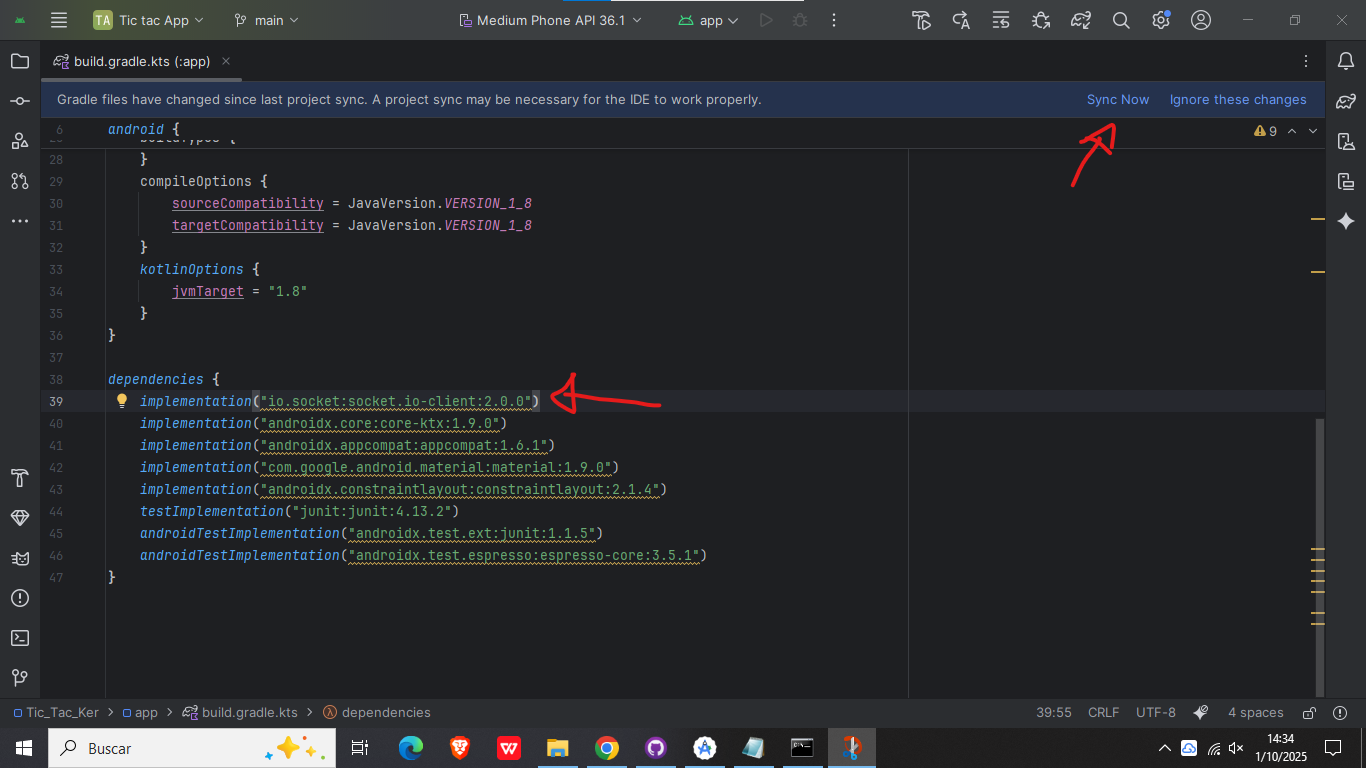 TA Tic tac App main Medium Phone API 36.1 app
build.gradle.kts (:app)
Gradle files have changed since last project sync. A project sync may be necessary for the IDE to work properly. Sync Now Ignore these changes
6 android { 9
28 }
29 compileOptions {
30 sourceCompatibility = JavaVersion.VERSION_1_8
31 targetCompatibility = JavaVersion.VERSION_1_8
32 }
33 kotlinOptions {
34 jvmTarget = "1.8"
35 }
36 }
37
38 dependencies {
39 implementation("io.socket:socket.io-client:2.0.0")
40 implementation("androidx.core:core-ktx:1.9.0")
41 implementation("androidx.appcompat:appcompat:1.6.1")
42 implementation("com.google.android.material:material:1.9.0")
43 implementation("androidx.constraintlayout:constraintlayout:2.1.4")
44 testImplementation("junit:junit:4.13.2")
45 androidTestImplementation("androidx.test.ext:junit:1.1.5")
46 androidTestImplementation("androidx.test.espresso:espresso-core:3.5.1")
47 }
Tic_Tac_Ker > app > build.gradle.kts > dependencies 39:55 CRLF UTF-8 4 spaces
Buscar 14:34
1/10/2025